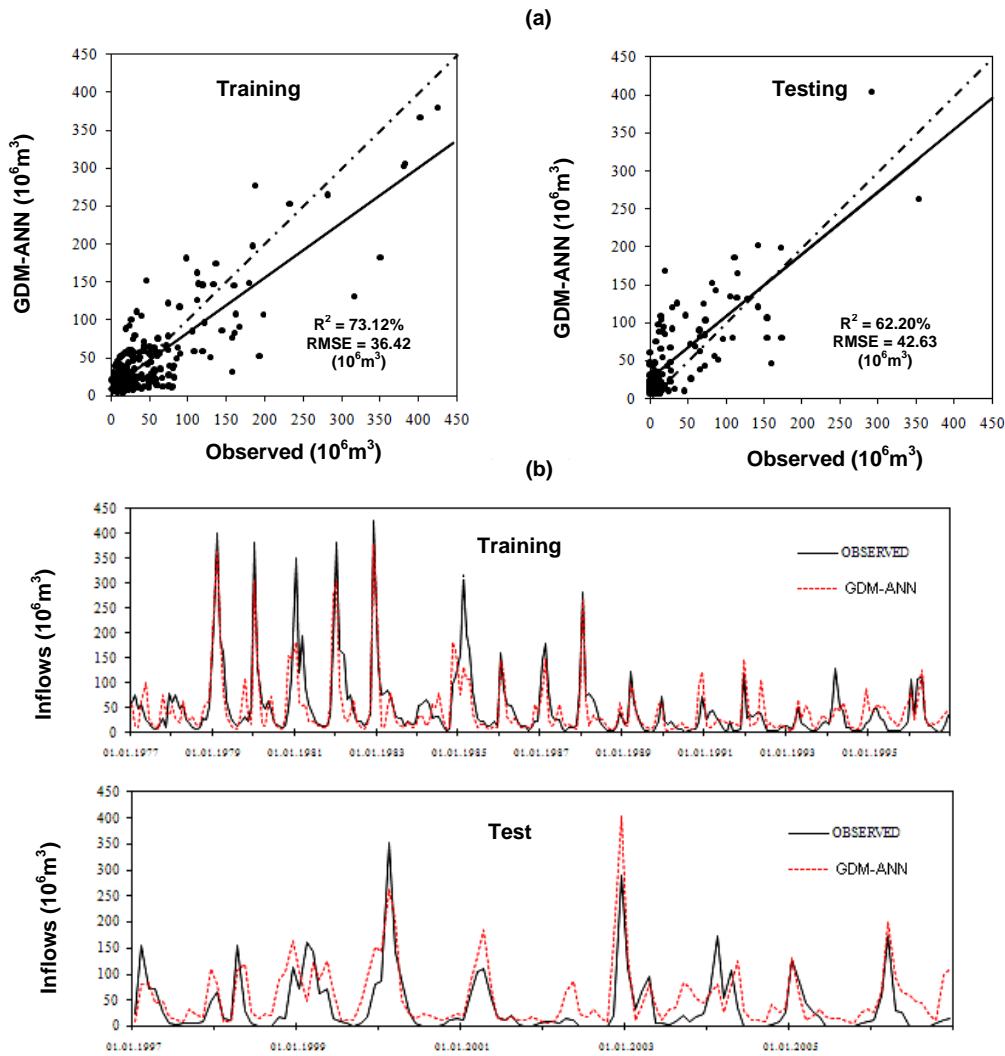 (a)
450
400
350
300
250
200
150
100
50
0
GDM-ANN (10⁶m³)
Training
R² = 73.12%
RMSE = 36.42
(10⁶m³)
0 50 100 150 200 250 300 350 400 450
Observed (10⁶m³)
450
400
350
300
250
200
150
100
50
0
GDM-ANN (10⁶m³)
Testing
R² = 62.20%
RMSE = 42.63
(10⁶m³)
0 50 100 150 200 250 300 350 400 450
Observed (10⁶m³)
(b)
450
400
350
300
250
200
150
100
50
0
Inflows (10⁶m³)
Training
OBSERVED
GDM-ANN
01.01.1977 01.01.1979 01.01.1981 01.01.1983 01.01.1985 01.01.1987 01.01.1989 01.01.1991 01.01.1993 01.01.1995
450
400
350
300
250
200
150
100
50
0
Inflows (10⁶m³)
Test
OBSERVED
GDM-ANN
01.01.1997 01.01.1999 01.01.2001 01.01.2003 01.01.2005